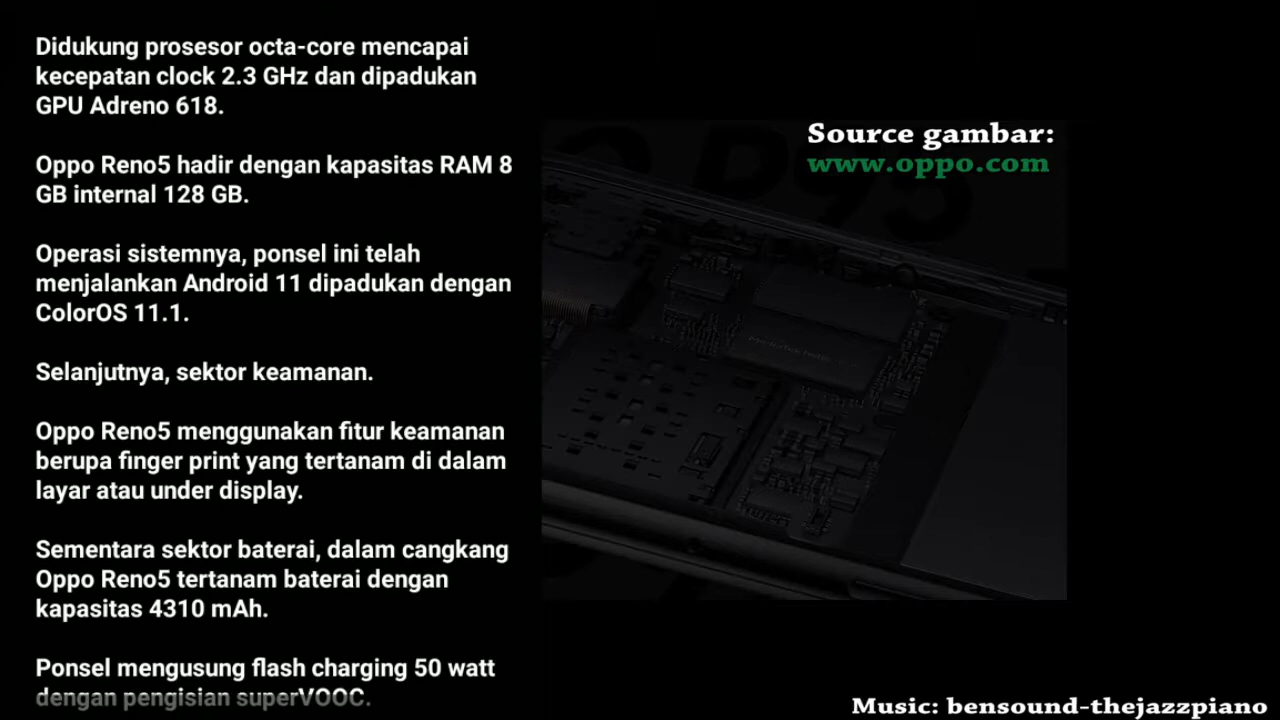 Didukung prosesor octa-core mencapai
kecepatan clock 2.3 GHz dan dipadukan
GPU Adreno 618.
Oppo Reno5 hadir dengan kapasitas RAM 8
GB internal 128 GB.
Operasi sistemnya, ponsel ini telah
menjalankan Android 11 dipadukan dengan
ColorOS 11.1.
Selanjutnya, sektor keamanan.
Oppo Reno5 menggunakan fitur keamanan
berupa finger print yang tertanam di dalam
layar atau under display.
Sementara sektor baterai, dalam cangkang
Oppo Reno5 tertanam baterai dengan
kapasitas 4310 mAh.
Ponsel mengusung flash charging 50 watt
dengan pengisian superVOOC.
Source gambar:
www.oppo.com
Music: bensound-thejazzpiano